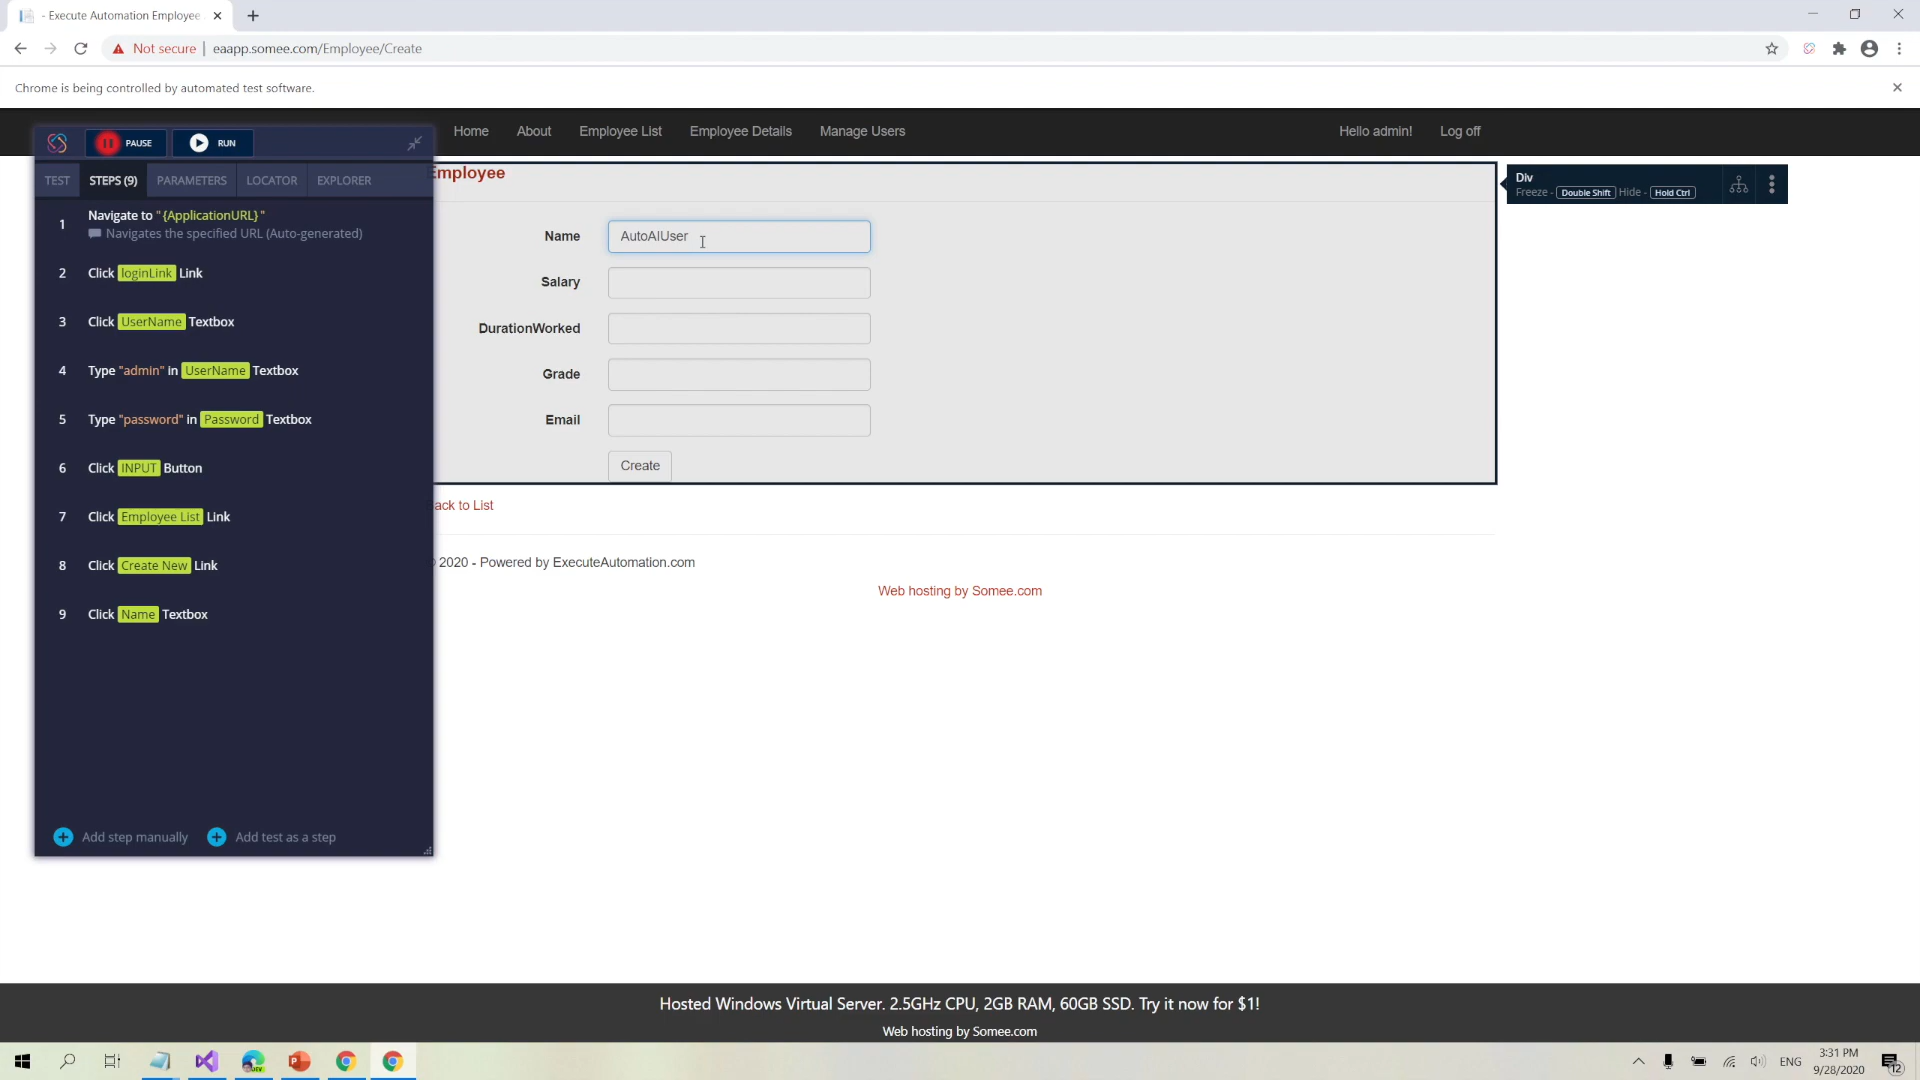 - Execute Automation Employee
Not secure
eaapp.somee.com/Employee/Create
Chrome is being controlled by automated test software.
Home
About
Employee List
Employee Details
Manage Users
Hello admin!
Log off
PAUSE
RUN
TEST
STEPS (9)
PARAMETERS
LOCATOR
EXPLORER
1 Navigate to "{ApplicationURL}"
Navigates the specified URL (Auto-generated)
2 Click loginLink Link
3 Click UserName Textbox
4 Type "admin" in UserName Textbox
5 Type "password" in Password Textbox
6 Click INPUT Button
7 Click Employee List Link
8 Click Create New Link
9 Click Name Textbox
Add step manually
Add test as a step
Employee
Name AutoAIUser
Salary
DurationWorked
Grade
Email
Create
ack to List
2020 - Powered by ExecuteAutomation.com
Web hosting by Somee.com
Div
Freeze - Double Shift Hide - Hold Ctrl
Hosted Windows Virtual Server. 2.5GHz CPU, 2GB RAM, 60GB SSD. Try it now for $1!
Web hosting by Somee.com
DEV
ENG
3:31 PM
9/28/2020
12